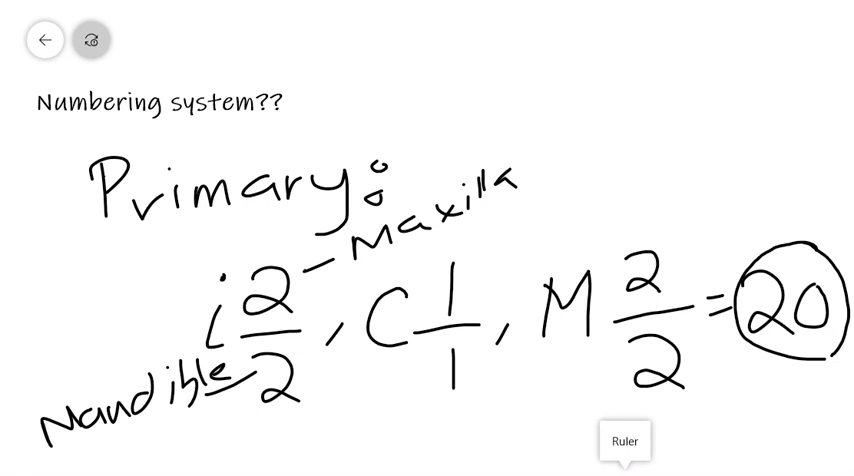 Numbering system??
Primary:
Maxilla
i 2/2, C 1/1, M 2/2 = 20
Mandible
Ruler